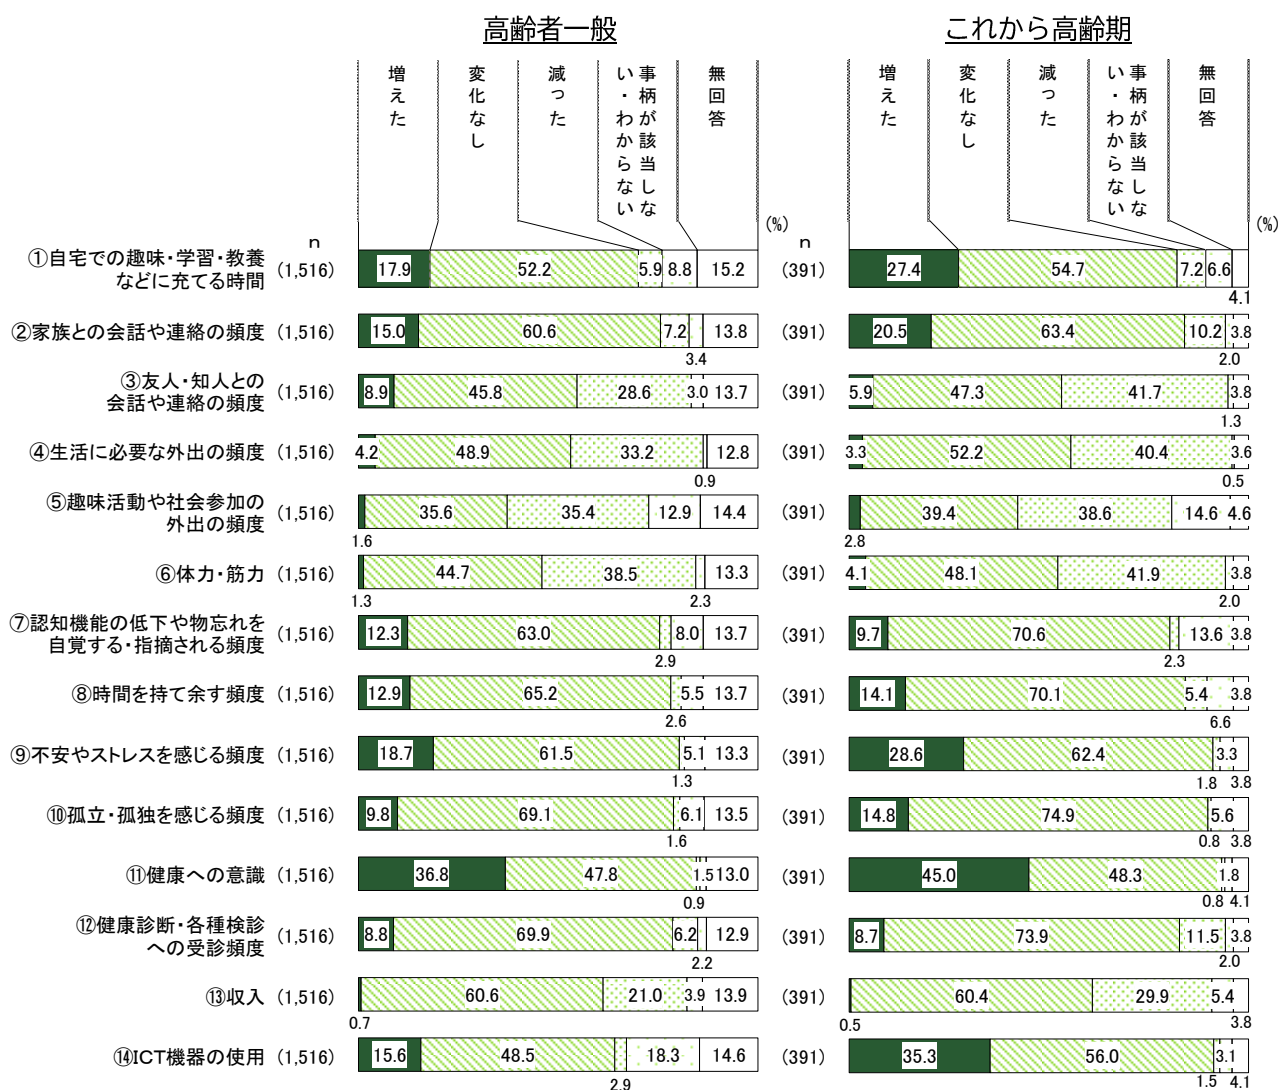 高齢者一般
これから高齢期
増えた
変化なし
減った
事柄が該当しな
い・わからない
無回答
増えた
変化なし
減った
事柄が該当しな
い・わからない
無回答
(%)
(%)
n
n
①自宅での趣味・学習・教養
などに充てる時間
(1,516) 17.9 52.2 5.9 8.8 15.2
(391) 27.4 54.7 7.2 6.6
4.1
②家族との会話や連絡の頻度 (1,516) 15.0 60.6 7.2 13.8
3.4
(391) 20.5 63.4 10.2 3.8
2.0
③友人・知人との
会話や連絡の頻度
(1,516) 8.9 45.8 28.6 3.0 13.7
(391) 5.9 47.3 41.7 3.8
1.3
④生活に必要な外出の頻度 (1,516) 4.2 48.9 33.2 12.8
0.9
(391) 3.3 52.2 40.4 3.6
0.5
⑤趣味活動や社会参加の
外出の頻度
(1,516) 35.6 35.4 12.9 14.4
1.6
(391) 39.4 38.6 14.6 4.6
2.8
⑥体力・筋力 (1,516) 44.7 38.5 13.3
1.3 2.3
(391) 4.1 48.1 41.9 3.8
2.0
⑦認知機能の低下や物忘れを
自覚する・指摘される頻度
(1,516) 12.3 63.0 8.0 13.7
2.9
(391) 9.7 70.6 13.6 3.8
2.3
⑧時間を持て余す頻度 (1,516) 12.9 65.2 5.5 13.7
2.6
(391) 14.1 70.1 5.4 3.8
6.6
⑨不安やストレスを感じる頻度 (1,516) 18.7 61.5 5.1 13.3
1.3
(391) 28.6 62.4 3.3
1.8 3.8
⑩孤立・孤独を感じる頻度 (1,516) 9.8 69.1 6.1 13.5
1.6
(391) 14.8 74.9 5.6
0.8 3.8
⑪健康への意識 (1,516) 36.8 47.8 1.5 13.0
0.9
(391) 45.0 48.3 1.8
0.8 4.1
⑫健康診断・各種検診
への受診頻度
(1,516) 8.8 69.9 6.2 12.9
2.2
(391) 8.7 73.9 11.5 3.8
2.0
⑬収入 (1,516) 60.6 21.0 3.9 13.9
0.7
(391) 60.4 29.9 5.4
0.5 3.8
⑭ICT機器の使用 (1,516) 15.6 48.5 18.3 14.6
2.9
(391) 35.3 56.0 3.1
1.5 4.1